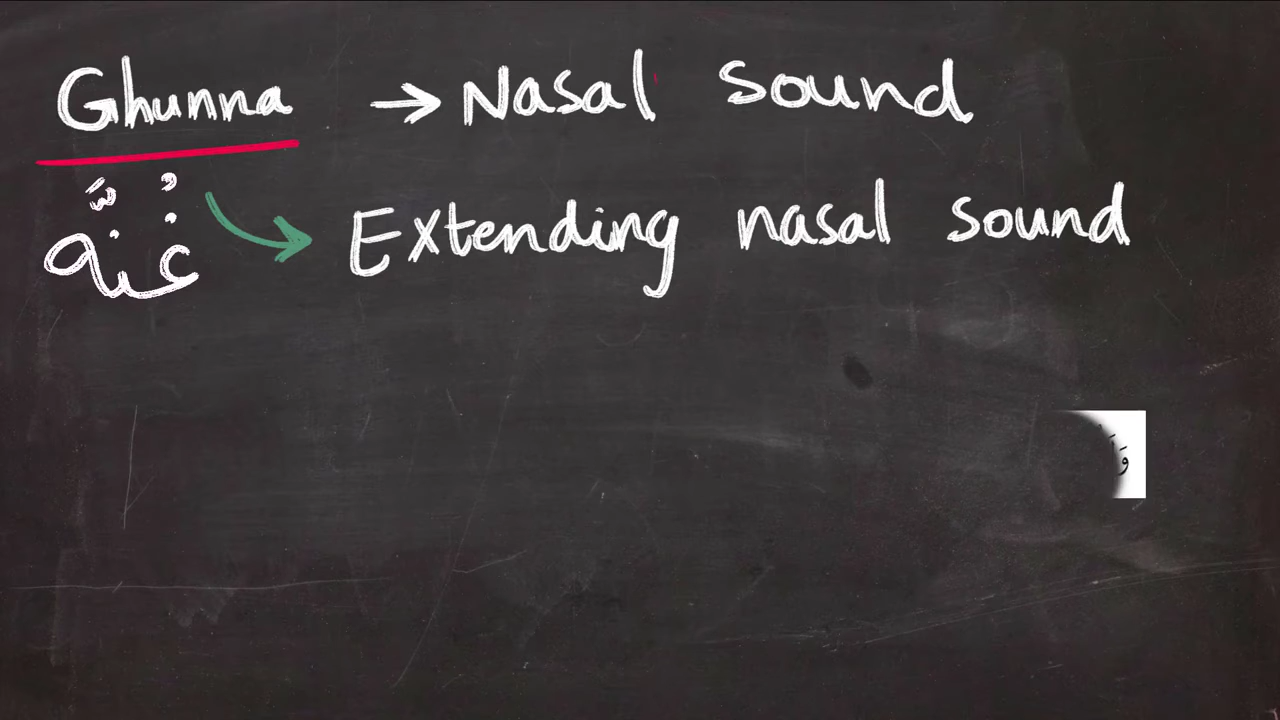 Ghunna → Nasal sound
غُنَّه → Extending nasal sound